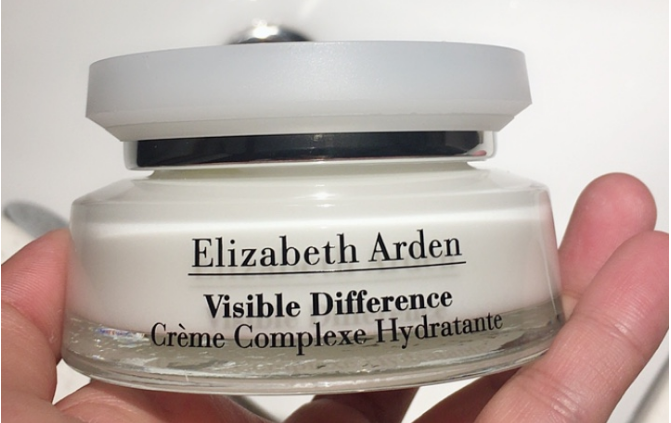 Elizabeth Arden
Visible Difference
Crème Complexe Hydratante